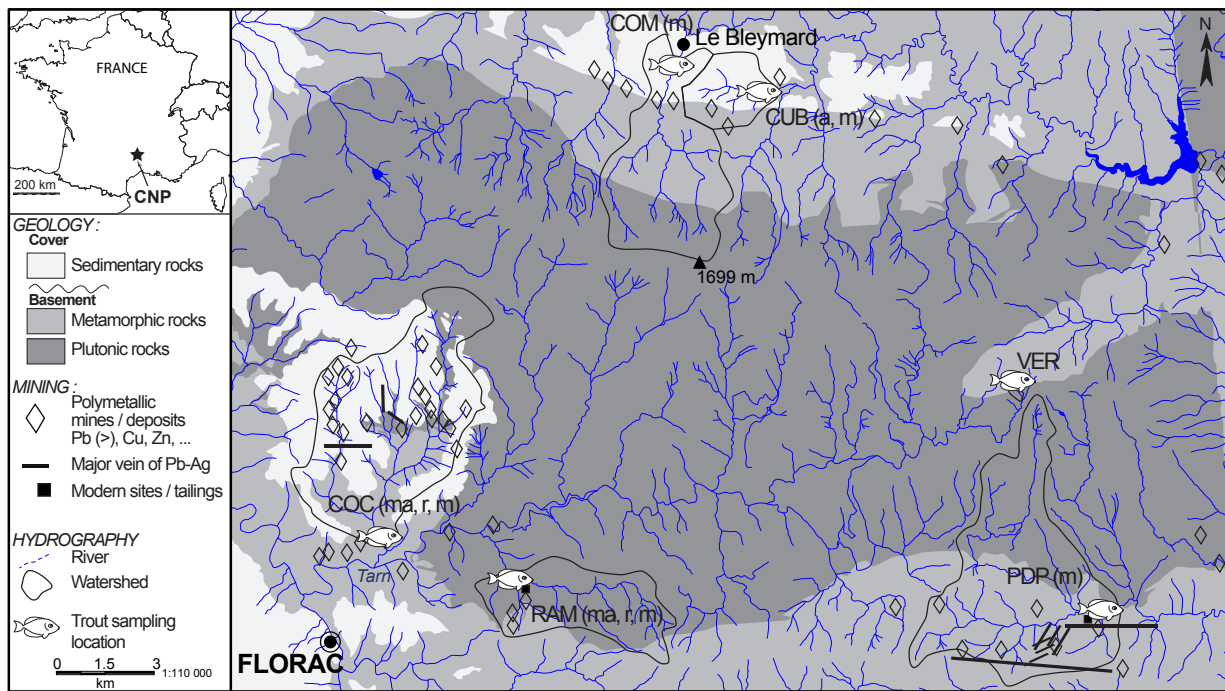 FRANCE
200 km
CNP
GEOLOGY :
Cover
Sedimentary rocks
Basement
Metamorphic rocks
Plutonic rocks
MINING :
Polymetallic
mines / deposits
Pb (>), Cu, Zn, ...
Major vein of Pb-Ag
Modern sites / tailings
HYDROGRAPHY
River
Watershed
Trout sampling
location
0 1.5 3
km
1:110 000
COM (m)
Le Bleymard
N
CUB (a, m)
1699 m
VER
COC (ma, r, m)
Tarn
RAM (ma, r, m)
PDP (m)
FLORAC